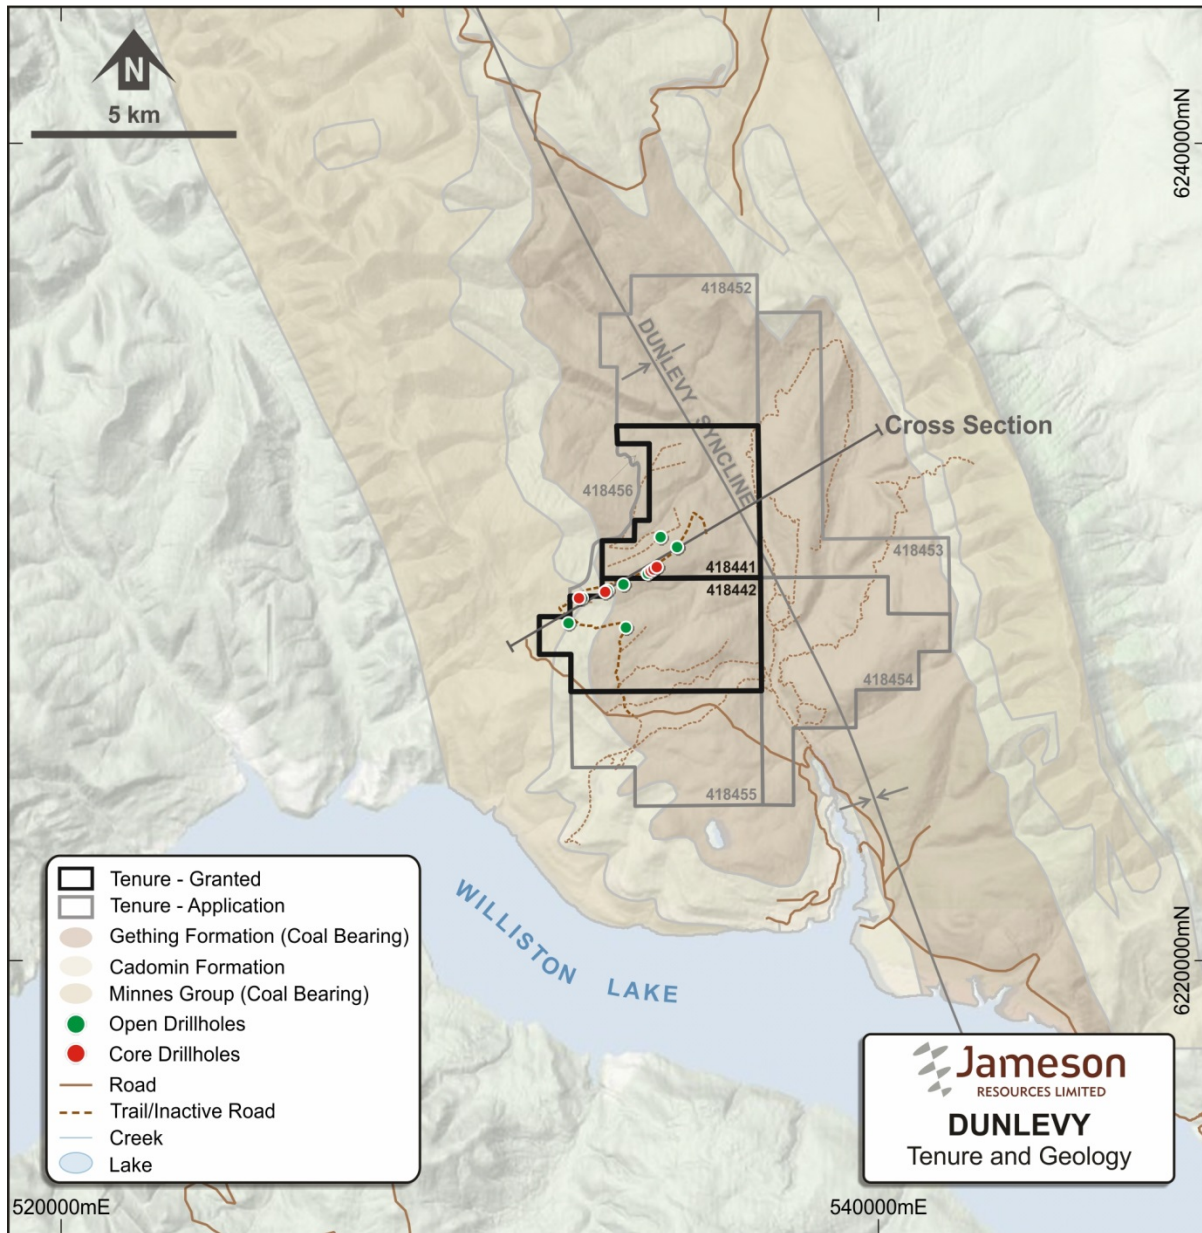 N
5 km
6240000mN
418452
DUNLEVY SYNCLINE
Cross Section
418456
418453
418441
418442
418454
418455
WILLISTON LAKE
6220000mN
Tenure - Granted
Tenure - Application
Gething Formation (Coal Bearing)
Cadomin Formation
Minnes Group (Coal Bearing)
Open Drillholes
Core Drillholes
Road
Trail/Inactive Road
Creek
Lake
Jameson
RESOURCES LIMITED
DUNLEVY
Tenure and Geology
520000mE
540000mE